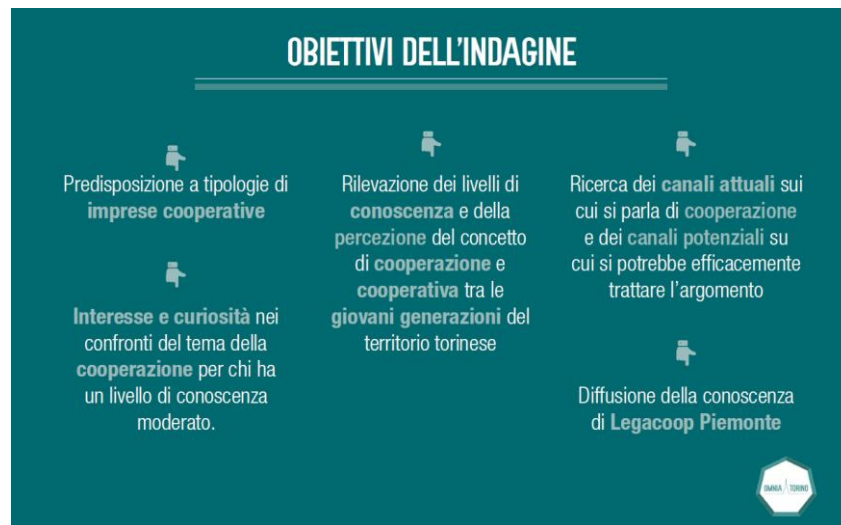 OBIETTIVI DELL'INDAGINE
Predisposizione a tipologie di
imprese cooperative
Interesse e curiosità nei
confronti del tema della
cooperazione per chi ha
un livello di conoscenza
moderato.
Rilevazione dei livelli di
conoscenza e della
percezione del concetto
di cooperazione e
cooperativa tra le
giovani generazioni del
territorio torinese
Ricerca dei canali attuali sui
cui si parla di cooperazione
e dei canali potenziali su
cui si potrebbe efficacemente
trattare l'argomento
Diffusione della conoscenza
di Legacoop Piemonte
OMNIA TORINO